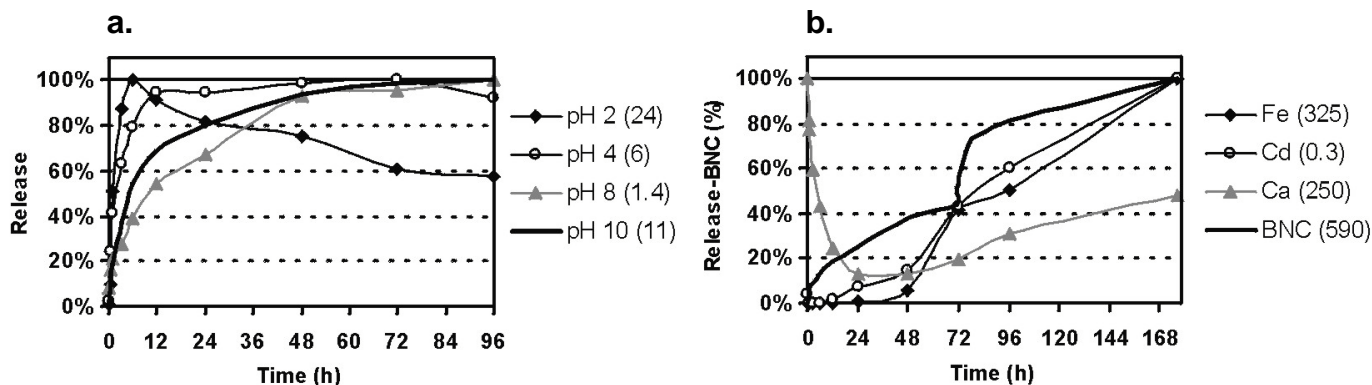 a.
Release
100%
80%
60%
40%
20%
0%
0 12 24 36 48 60 72 84 96
Time (h)
pH 2 (24)
pH 4 (6)
pH 8 (1.4)
pH 10 (11)
b.
Release-BNC (%)
100%
80%
60%
40%
20%
0%
0 24 48 72 96 120 144 168
Time (h)
Fe (325)
Cd (0.3)
Ca (250)
BNC (590)